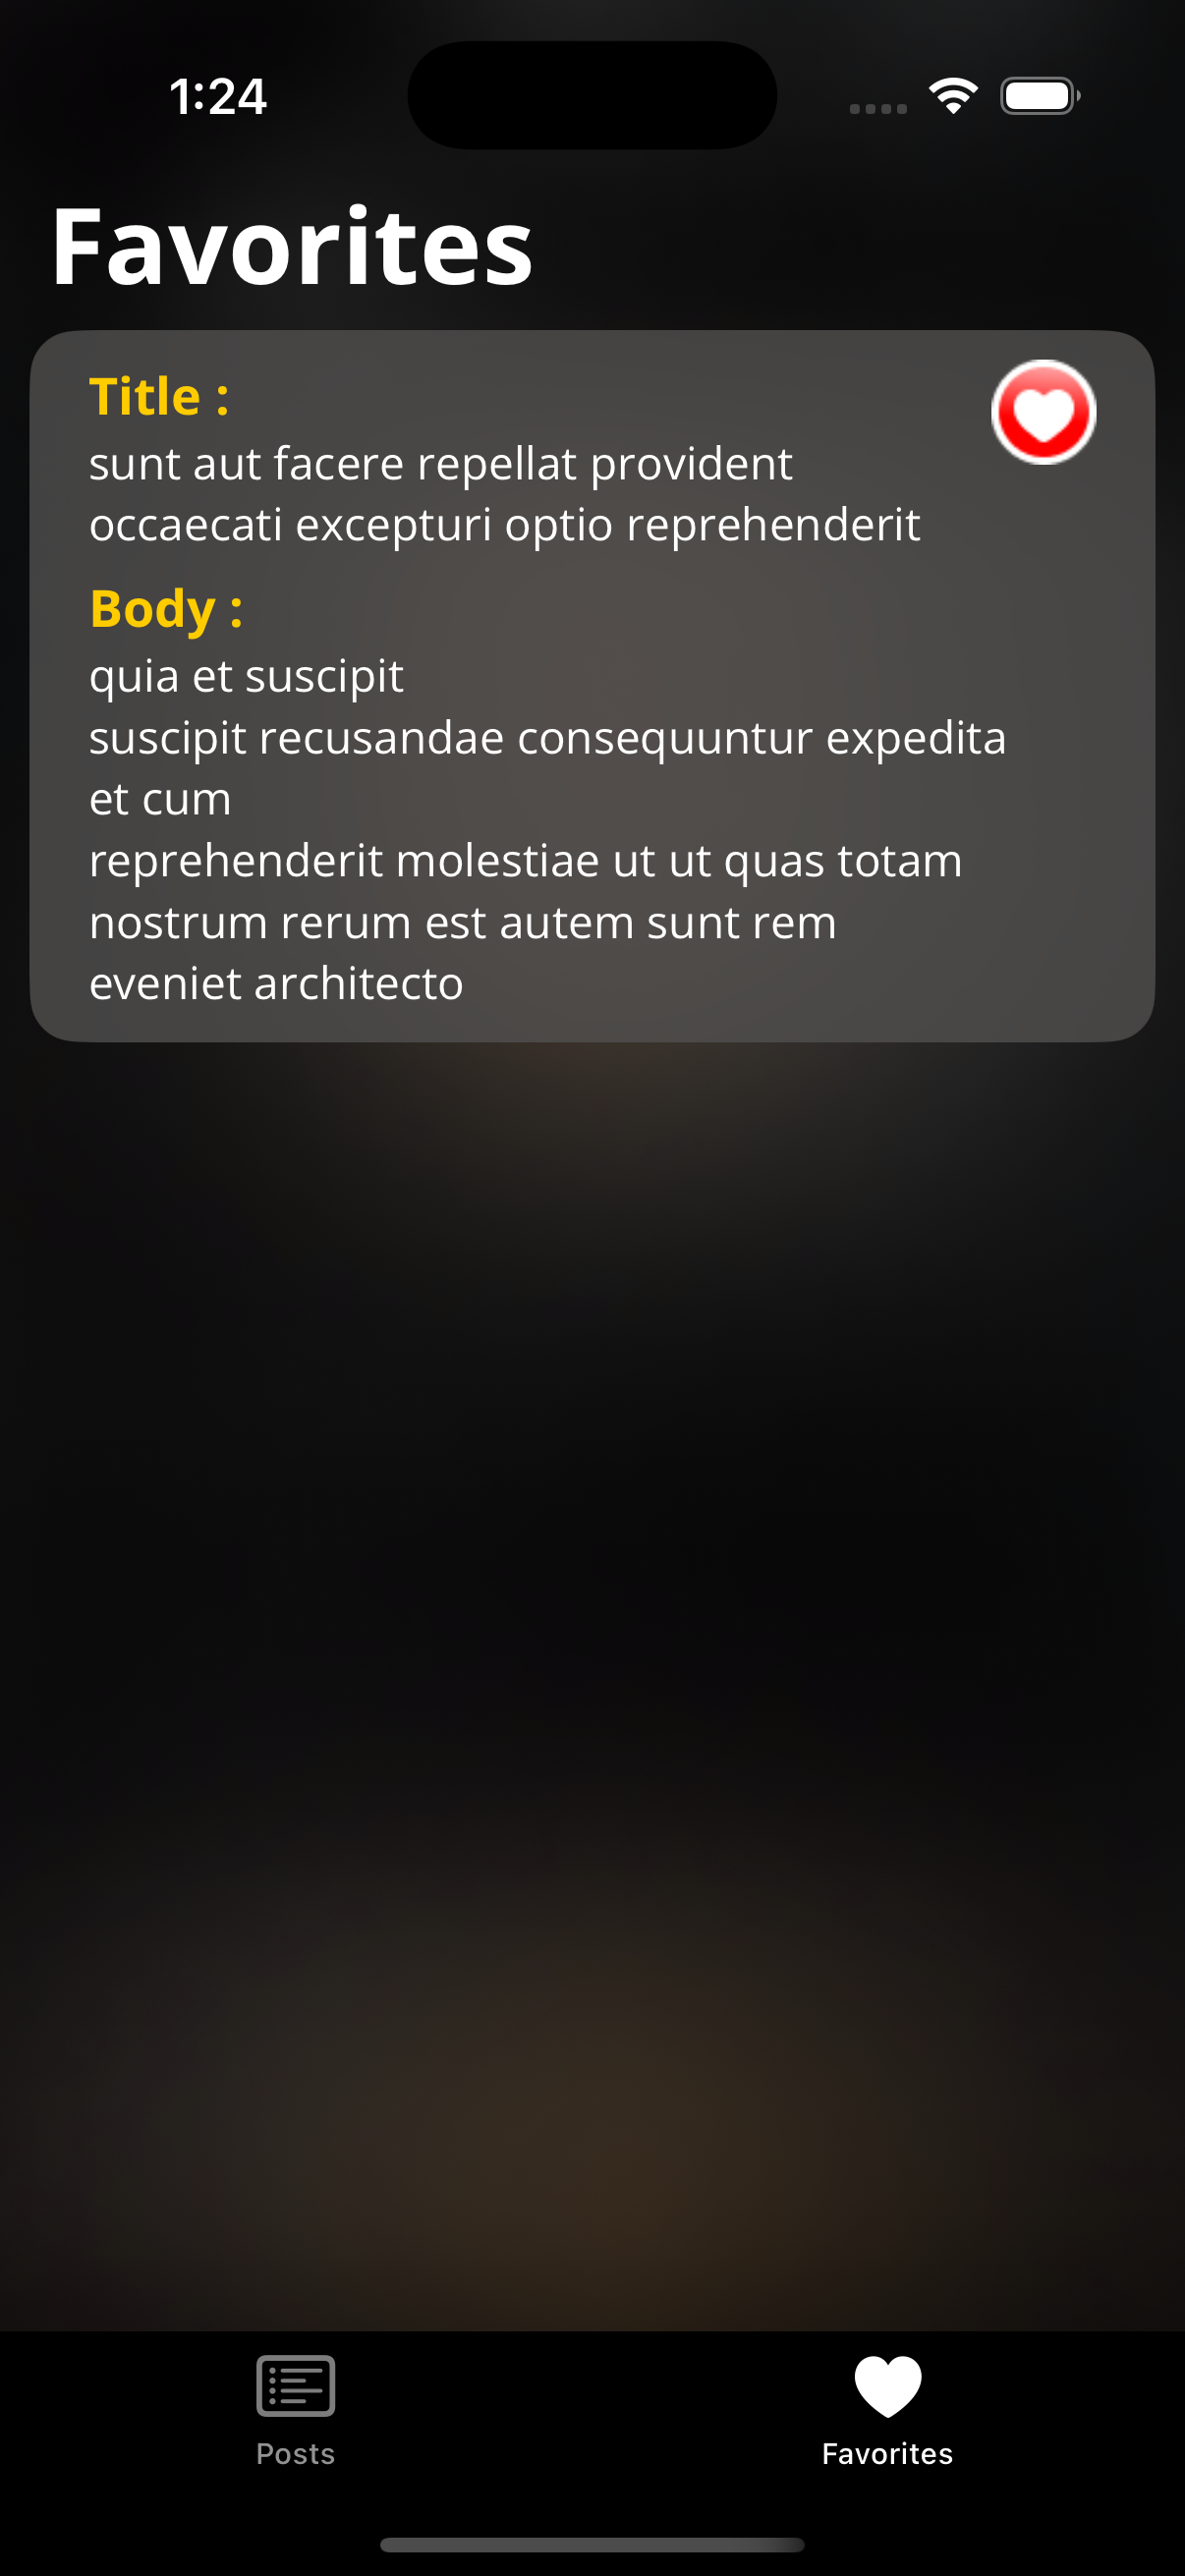 1:24
Favorites
Title :
sunt aut facere repellat provident
occaecati excepturi optio reprehenderit
Body :
quia et suscipit
suscipit recusandae consequuntur expedita
et cum
reprehenderit molestiae ut ut quas totam
nostrum rerum est autem sunt rem
eveniet architecto
Posts
Favorites